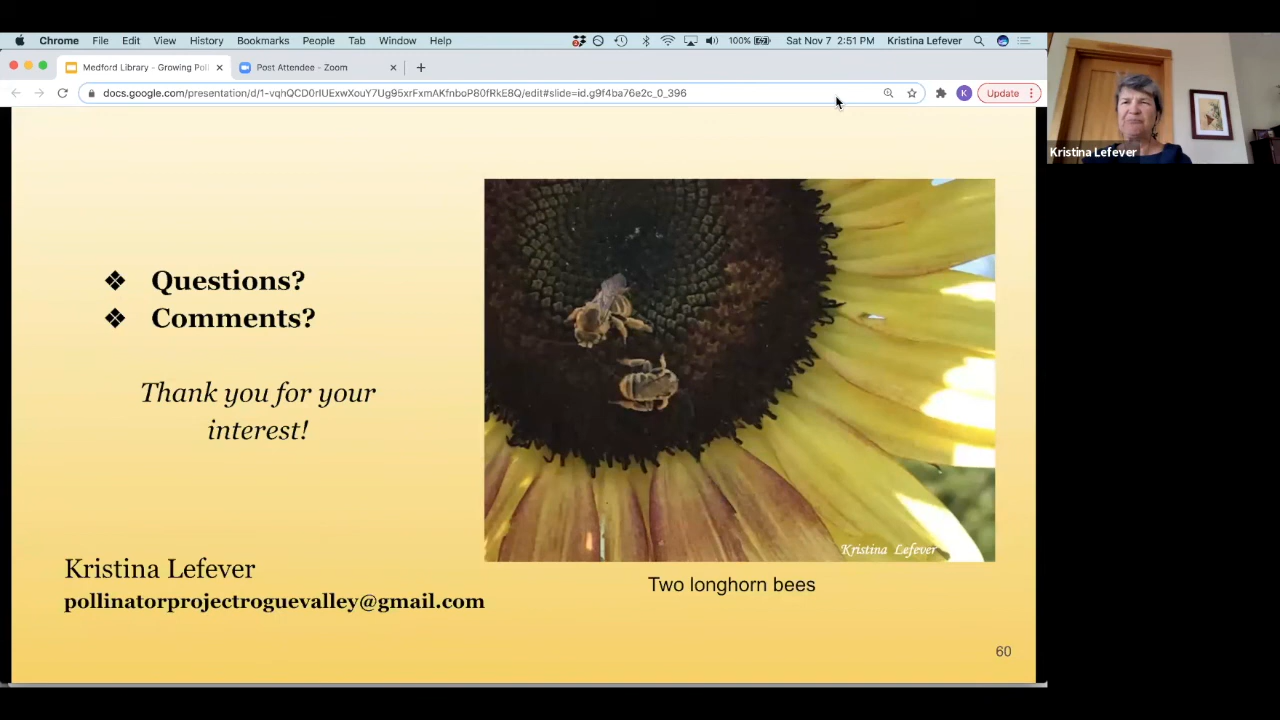 Chrome File Edit View History Bookmarks People Tab Window Help 100% Sat Nov 7 2:51 PM Kristina Lefever
Medford Library - Growing Poll Post Attendee - Zoom
docs.google.com/presentation/d/1-vqhQCD0rIUExwXouY7Ug95xrFxmAKfnboP80fRkE8Q/edit#slide=id.g9f4ba76e2c_0_396 K Update
Kristina Lefever
❖ Questions?
❖ Comments?
Thank you for your
interest!
Kristina Lefever
Kristina Lefever
pollinatorprojectroguevalley@gmail.com
Two longhorn bees
60